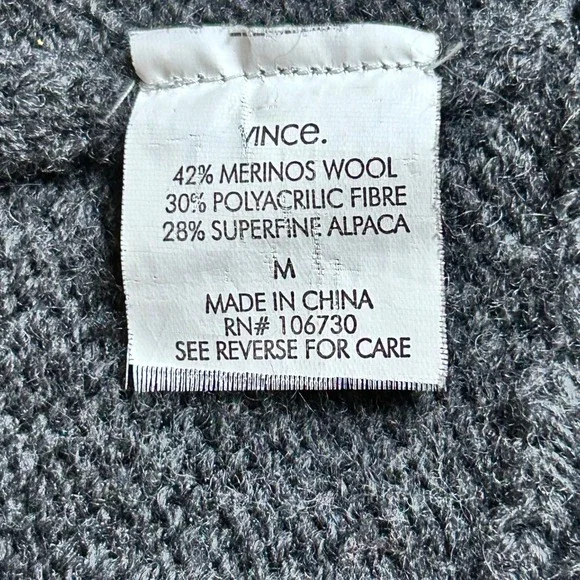 VINCE.
42% MERINOS WOOL
30% POLYACRILIC FIBRE
28% SUPERFINE ALPACA
M
MADE IN CHINA
RN# 106730
SEE REVERSE FOR CARE